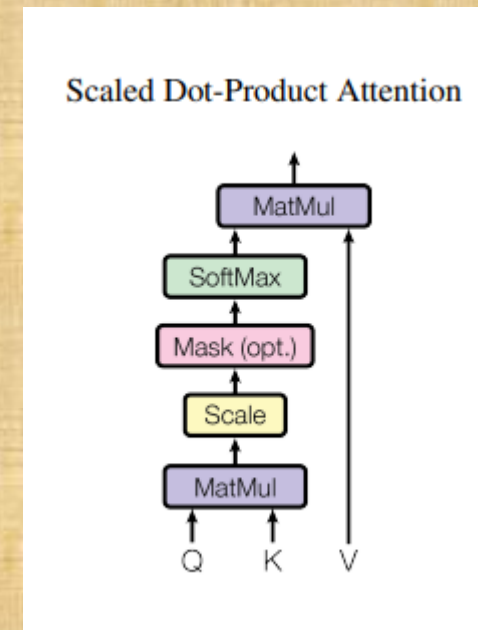 Scaled Dot-Product Attention
MatMul
SoftMax
Mask (opt.)
Scale
MatMul
Q K V